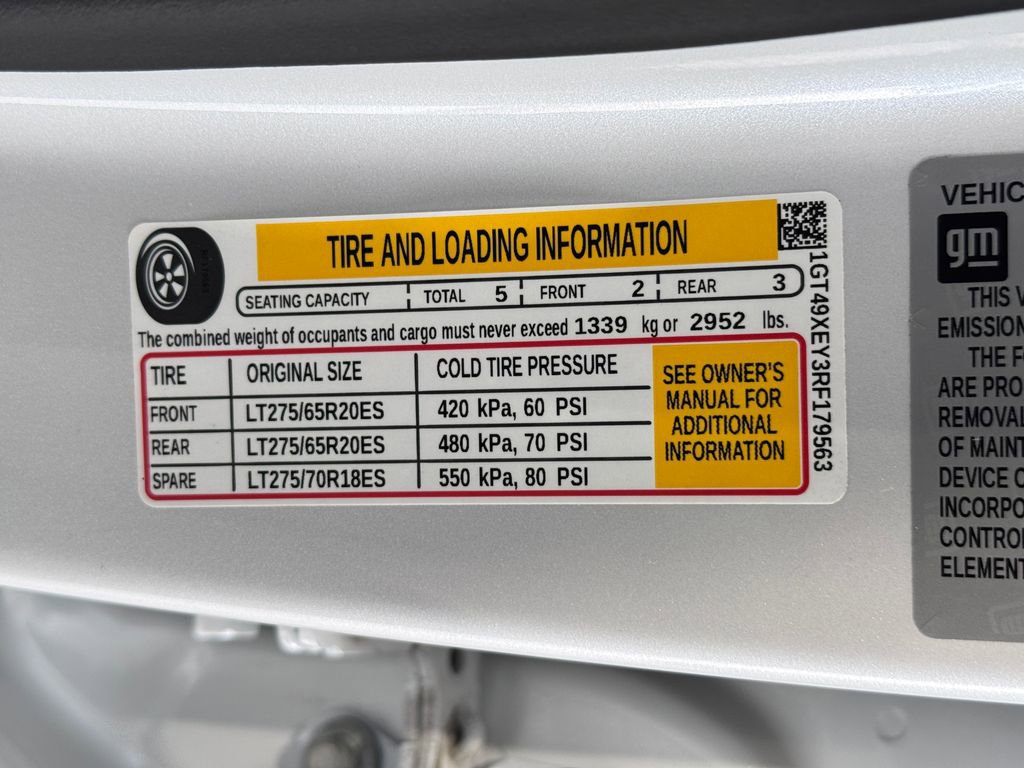 TIRE AND LOADING INFORMATION
SEATING CAPACITY TOTAL 5 FRONT 2 REAR 3
The combined weight of occupants and cargo must never exceed 1339 kg or 2952 lbs.
TIRE ORIGINAL SIZE COLD TIRE PRESSURE
FRONT LT275/65R20ES 420 kPa, 60 PSI
REAR LT275/65R20ES 480 kPa, 70 PSI
SPARE LT275/70R18ES 550 kPa, 80 PSI
SEE OWNER'S
MANUAL FOR
ADDITIONAL
INFORMATION
1GT49XEY3RF179563
VEHIC
gm
THIS V
EMISSION
THE F
ARE PRO
REMOVAL
OF MAINT
DEVICE O
INCORPO
CONTROL
ELEMENT